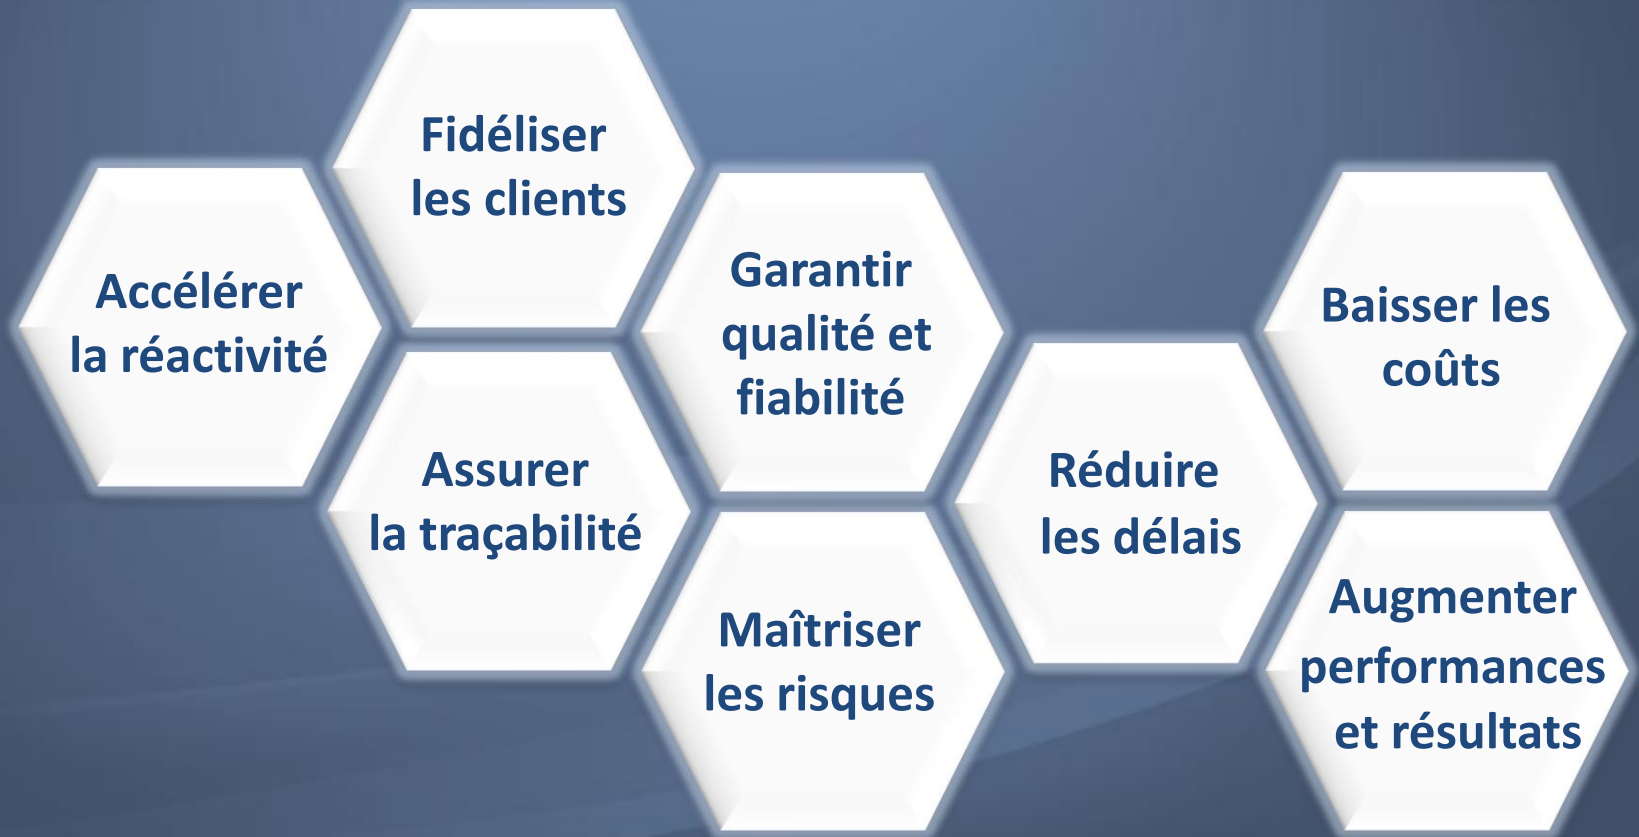 Fidéliser
les clients
Accélérer
la réactivité
Garantir
qualité et
fiabilité
Baisser les
coûts
Assurer
la traçabilité
Réduire
les délais
Maîtriser
les risques
Augmenter
performances
et résultats